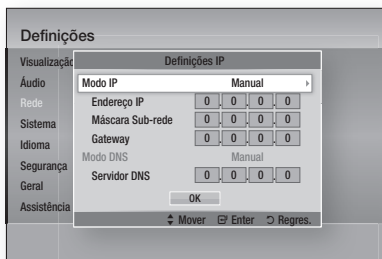 Definições
Visualização
Definições IP
Áudio
Modo IP Manual
Rede
Endereço IP 0 . 0 . 0 . 0
Sistema
Máscara Sub-rede 0 . 0 . 0 . 0
Idioma
Gateway 0 . 0 . 0 . 0
Segurança
Modo DNS Manual
Geral
Servidor DNS 0 . 0 . 0 . 0
Assistência
OK
Mover Enter Regres.